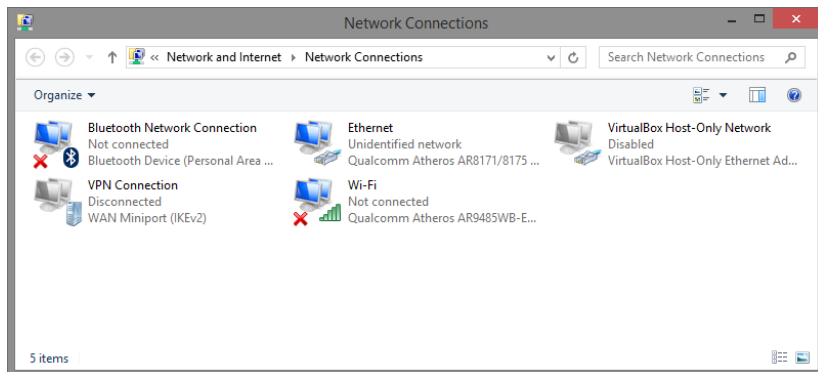 Network Connections
« Network and Internet Network Connections
Search Network Connections
Organize
Bluetooth Network Connection
Not connected
Bluetooth Device (Personal Area ...
Ethernet
Unidentified network
Qualcomm Atheros AR8171/8175 ...
VirtualBox Host-Only Network
Disabled
VirtualBox Host-Only Ethernet Ad...
VPN Connection
Disconnected
WAN Miniport (IKEv2)
Wi-Fi
Not connected
Qualcomm Atheros AR9485WB-E...
5 items